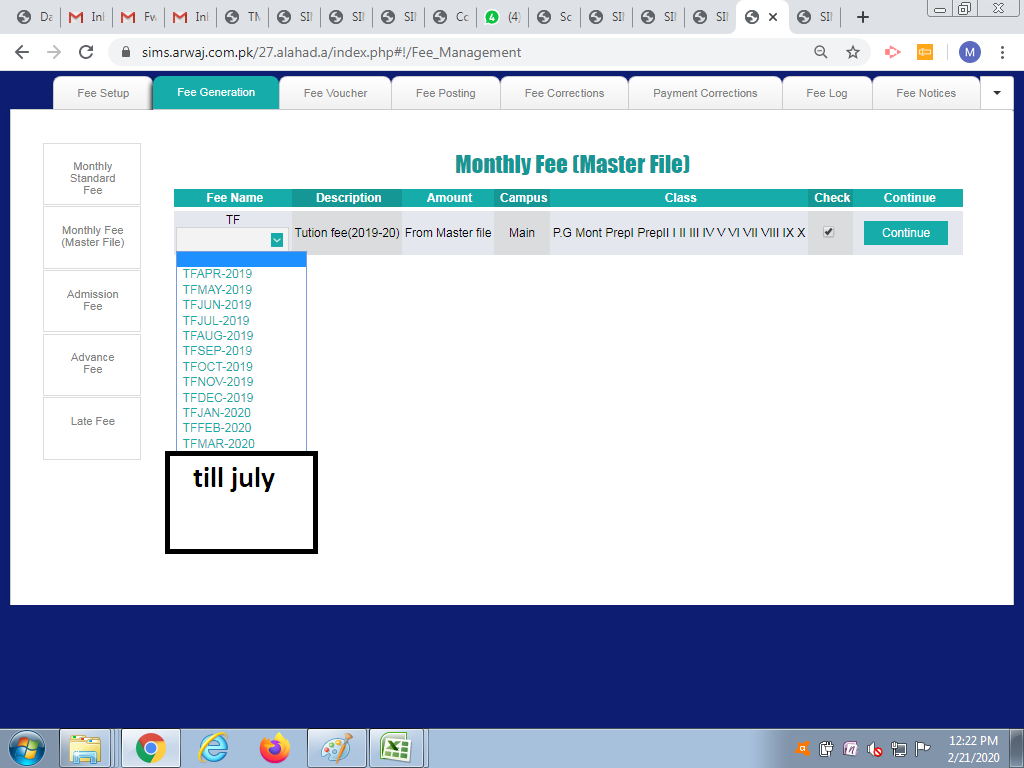 Da
Inl
Fw
Inl
TM
SII
SII
SII
Cc
(4)
Sc
SII
SII
SII
SII
sims.arwaj.com.pk/27.alahad.a/index.php#!/Fee_Management
M
Fee Setup
Fee Generation
Fee Voucher
Fee Posting
Fee Corrections
Payment Corrections
Fee Log
Fee Notices
Monthly
Standard
Fee
Monthly Fee
(Master File)
Admission
Fee
Advance
Fee
Late Fee
Monthly Fee (Master File)
Fee Name Description Amount Campus Class Check Continue
TF
Tution fee(2019-20) From Master file Main P.G Mont PrepI PrepII I II III IV V VI VII VIII IX X Continue
TFAPR-2019
TFMAY-2019
TFJUN-2019
TFJUL-2019
TFAUG-2019
TFSEP-2019
TFOCT-2019
TFNOV-2019
TFDEC-2019
TFJAN-2020
TFFEB-2020
TFMAR-2020
till july
12:22 PM
2/21/2020